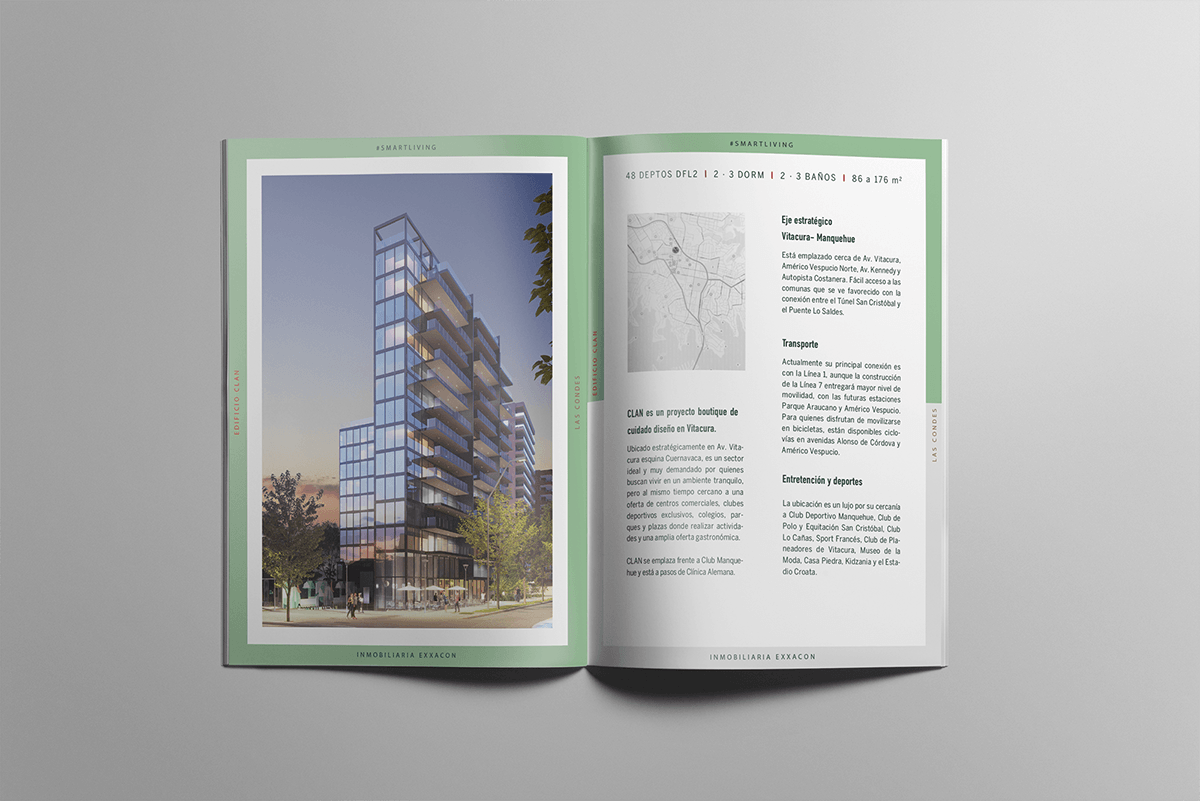 #SMARTLIVING
EDIFICIO CLAN
LAS CONDES
INMOBILIARIA EXXACON
#SMARTLIVING
EDIFICIO CLAN
48 DEPTOS DFL2 I 2 · 3 DORM I 2 · 3 BAÑOS I 86 a 176 m²
CLAN es un proyecto boutique de
cuidado diseño en Vitacura.
Ubicado estratégicamente en Av. Vita-
cura esquina Cuernavaca, es un sector
ideal y muy demandado por quienes
buscan vivir en un ambiente tranquilo,
pero al mismo tiempo cercano a una
oferta de centros comerciales, clubes
deportivos exclusivos, colegios, par-
ques y plazas donde realizar activida-
des y una amplia oferta gastronómica.
CLAN se emplaza frente a Club Manque-
hue y está a pasos de Clínica Alemana.
Eje estratégico
Vitacura- Manquehue
Está emplazado cerca de Av. Vitacura,
Américo Vespucio Norte, Av. Kennedy y
Autopista Costanera. Fácil acceso a las
comunas que se ve favorecido con la
conexión entre el Túnel San Cristóbal y
el Puente Lo Saldes.
Transporte
Actualmente su principal conexión es
con la Línea 1, aunque la construcción
de la Línea 7 entregará mayor nivel de
movilidad, con las futuras estaciones
Parque Araucano y Américo Vespucio.
Para quienes disfrutan de movilizarse
en bicicletas, están disponibles ciclo-
vías en avenidas Alonso de Córdova y
Américo Vespucio.
Entretención y deportes
La ubicación es un lujo por su cercanía
a Club Deportivo Manquehue, Club de
Polo y Equitación San Cristóbal, Club
Lo Cañas, Sport Francés, Club de Pla-
neadores de Vitacura, Museo de la
Moda, Casa Piedra, Kidzania y el Esta-
dio Croata.
LAS CONDES
INMOBILIARIA EXXACON